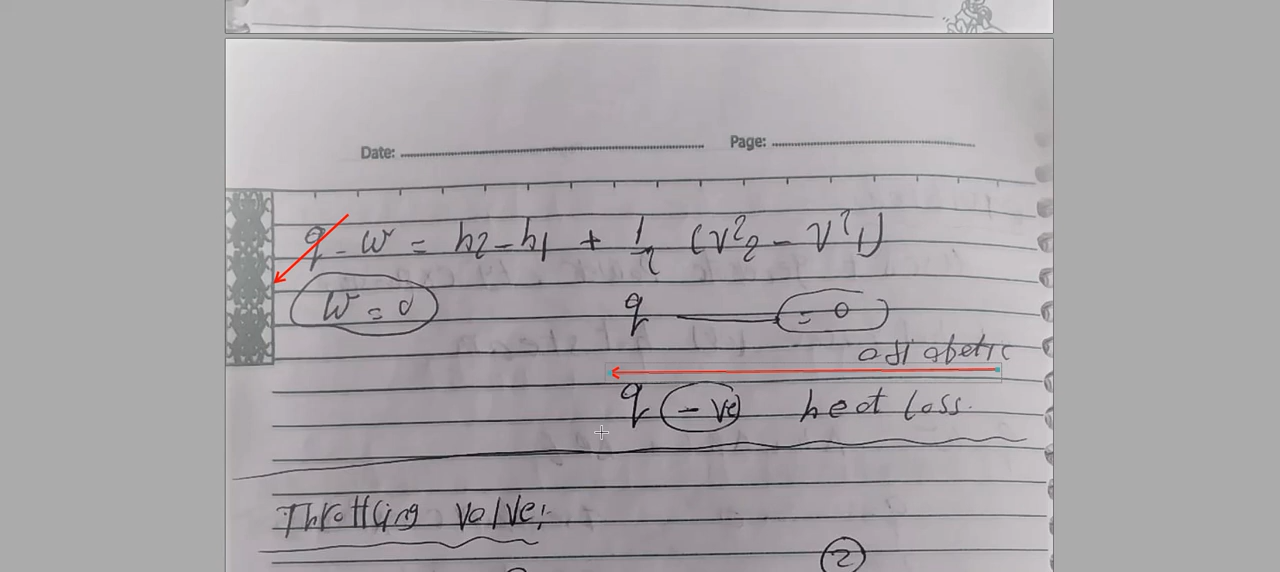 Date: Page:
q - w = h2 - h1 + 1/2 (V²2 - V²1)
w = 0 q = 0
adiabetic
q -ve heat loss.
Throttling valve:
2